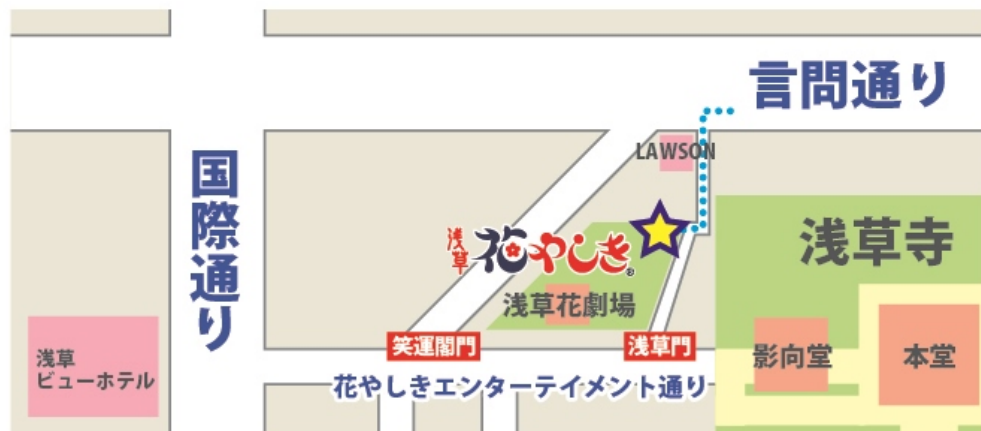 言問通り
国際通り
LAWSON
浅草
花やしき®
浅草寺
浅草花劇場
笑運閣門
浅草門
浅草
ビューホテル
影向堂
本堂
花やしきエンターテイメント通り